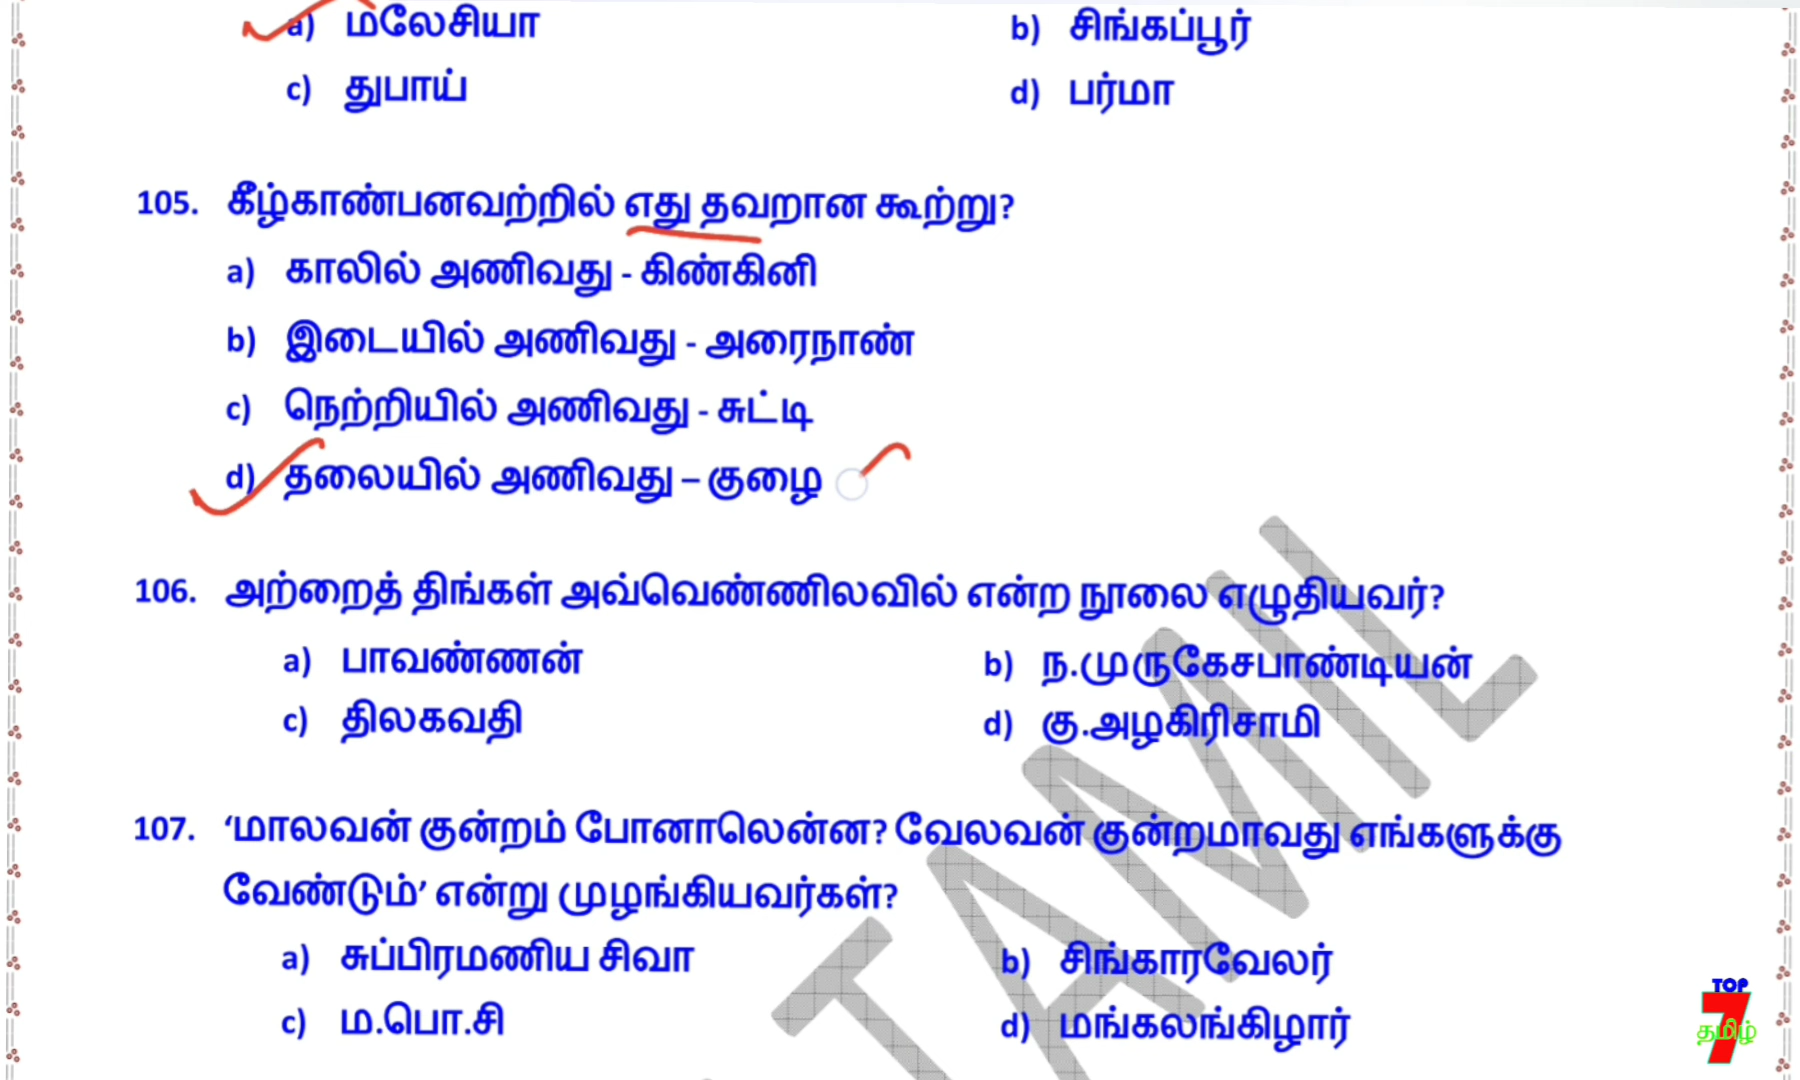 a) மலேசியா b) சிங்கப்பூர்
c) துபாய் d) பர்மா
105. கீழ்காண்பனவற்றில் எது தவறான கூற்று?
a) காலில் அணிவது - கிண்கினி
b) இடையில் அணிவது - அரைநாண்
c) நெற்றியில் அணிவது - சுட்டி
d) தலையில் அணிவது – குழை
106. அற்றைத் திங்கள் அவ்வெண்ணிலவில் என்ற நூலை எழுதியவர்?
a) பாவண்ணன் b) ந.முருகேசபாண்டியன்
c) திலகவதி d) கு.அழகிரிசாமி
107. ‘மாலவன் குன்றம் போனாலென்ன? வேலவன் குன்றமாவது எங்களுக்கு
வேண்டும்’ என்று முழங்கியவர்கள்?
a) சுப்பிரமணிய சிவா b) சிங்காரவேலர்
c) ம.பொ.சி d) மங்கலங்கிழார்
TAMIL
TOP
7
தமிழ்